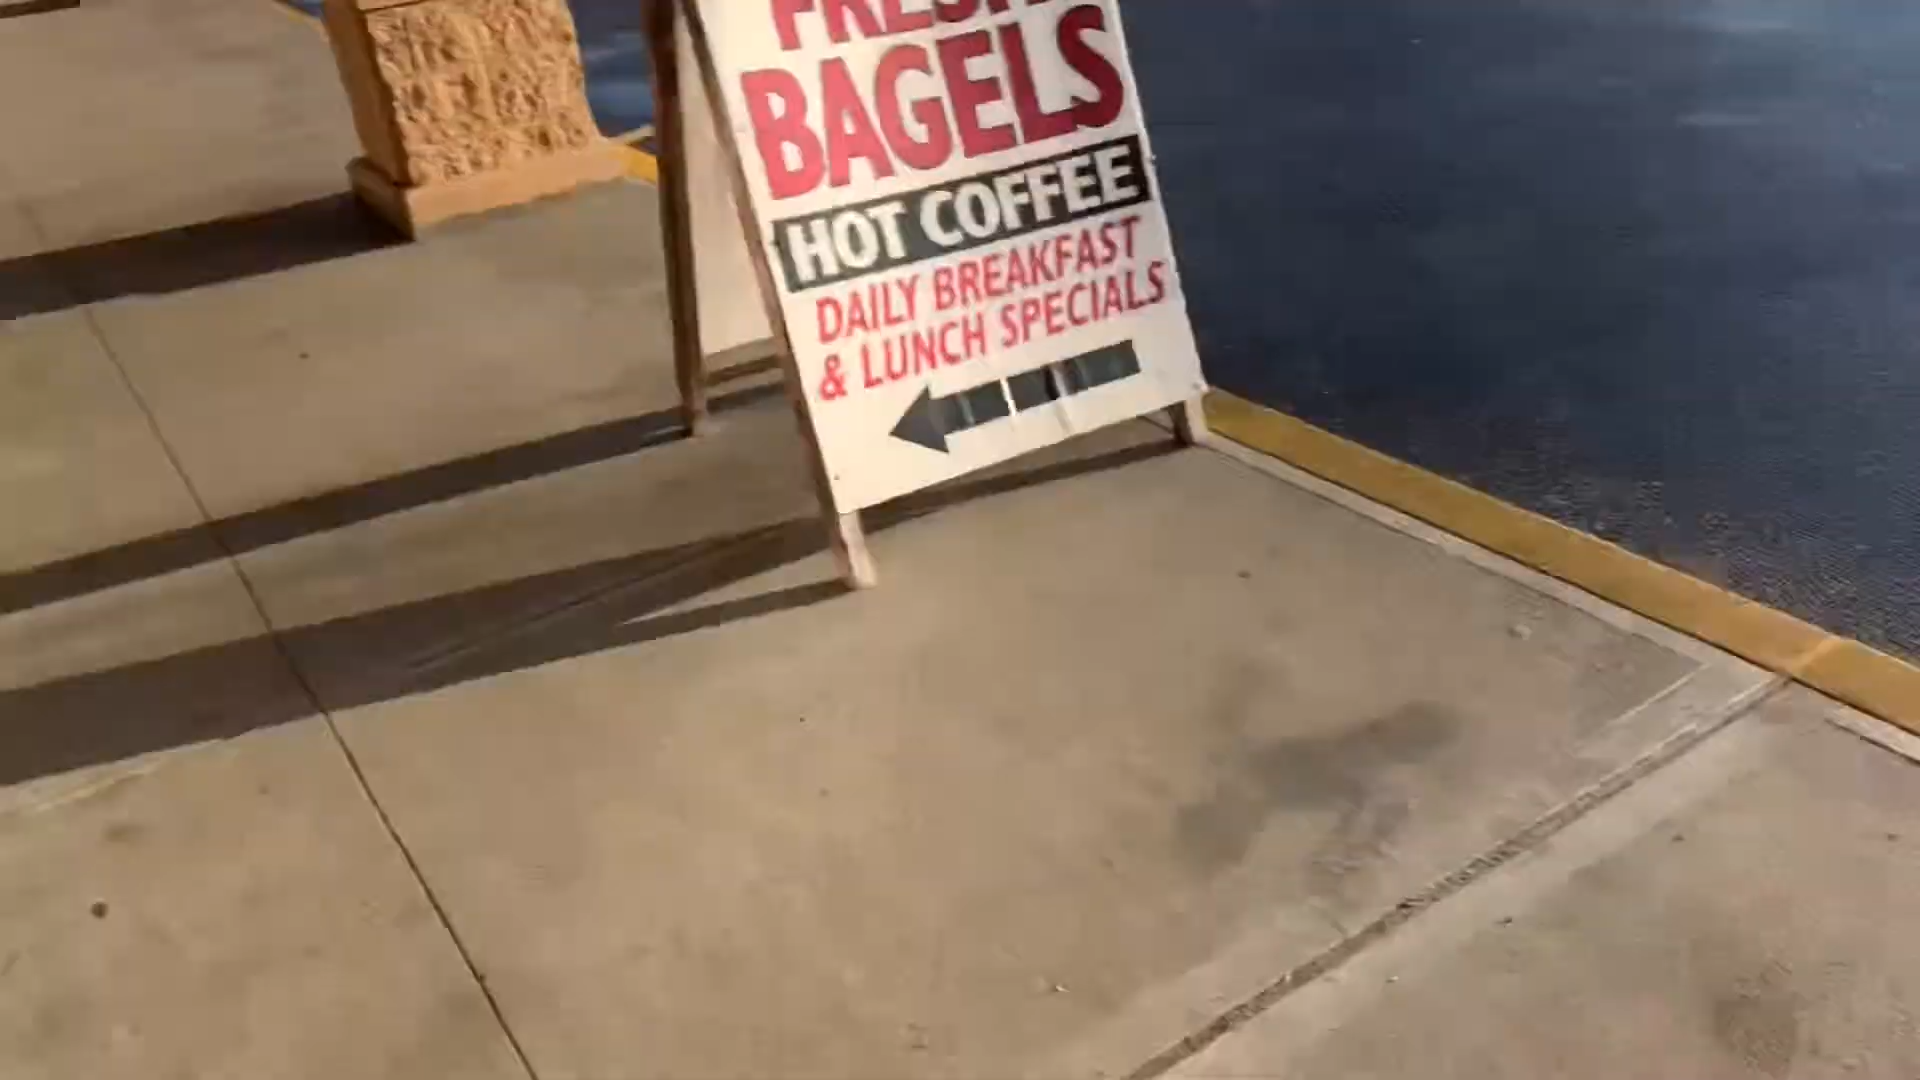 FRESH
BAGELS
HOT COFFEE
DAILY BREAKFAST
& LUNCH SPECIALS